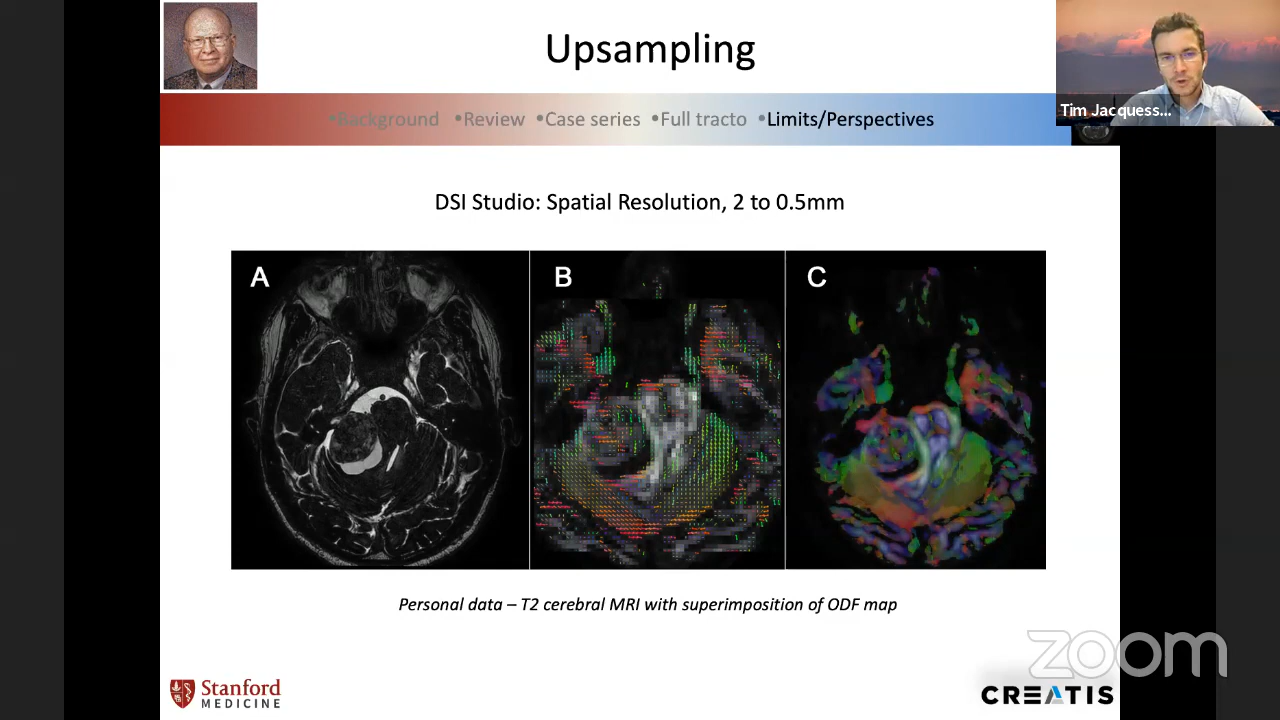 Upsampling
Tim Jacquess...
•Background •Review •Case series •Full tracto •Limits/Perspectives
DSI Studio: Spatial Resolution, 2 to 0.5mm
A B C
Personal data – T2 cerebral MRI with superimposition of ODF map
zoom
Stanford
MEDICINE
CREATIS